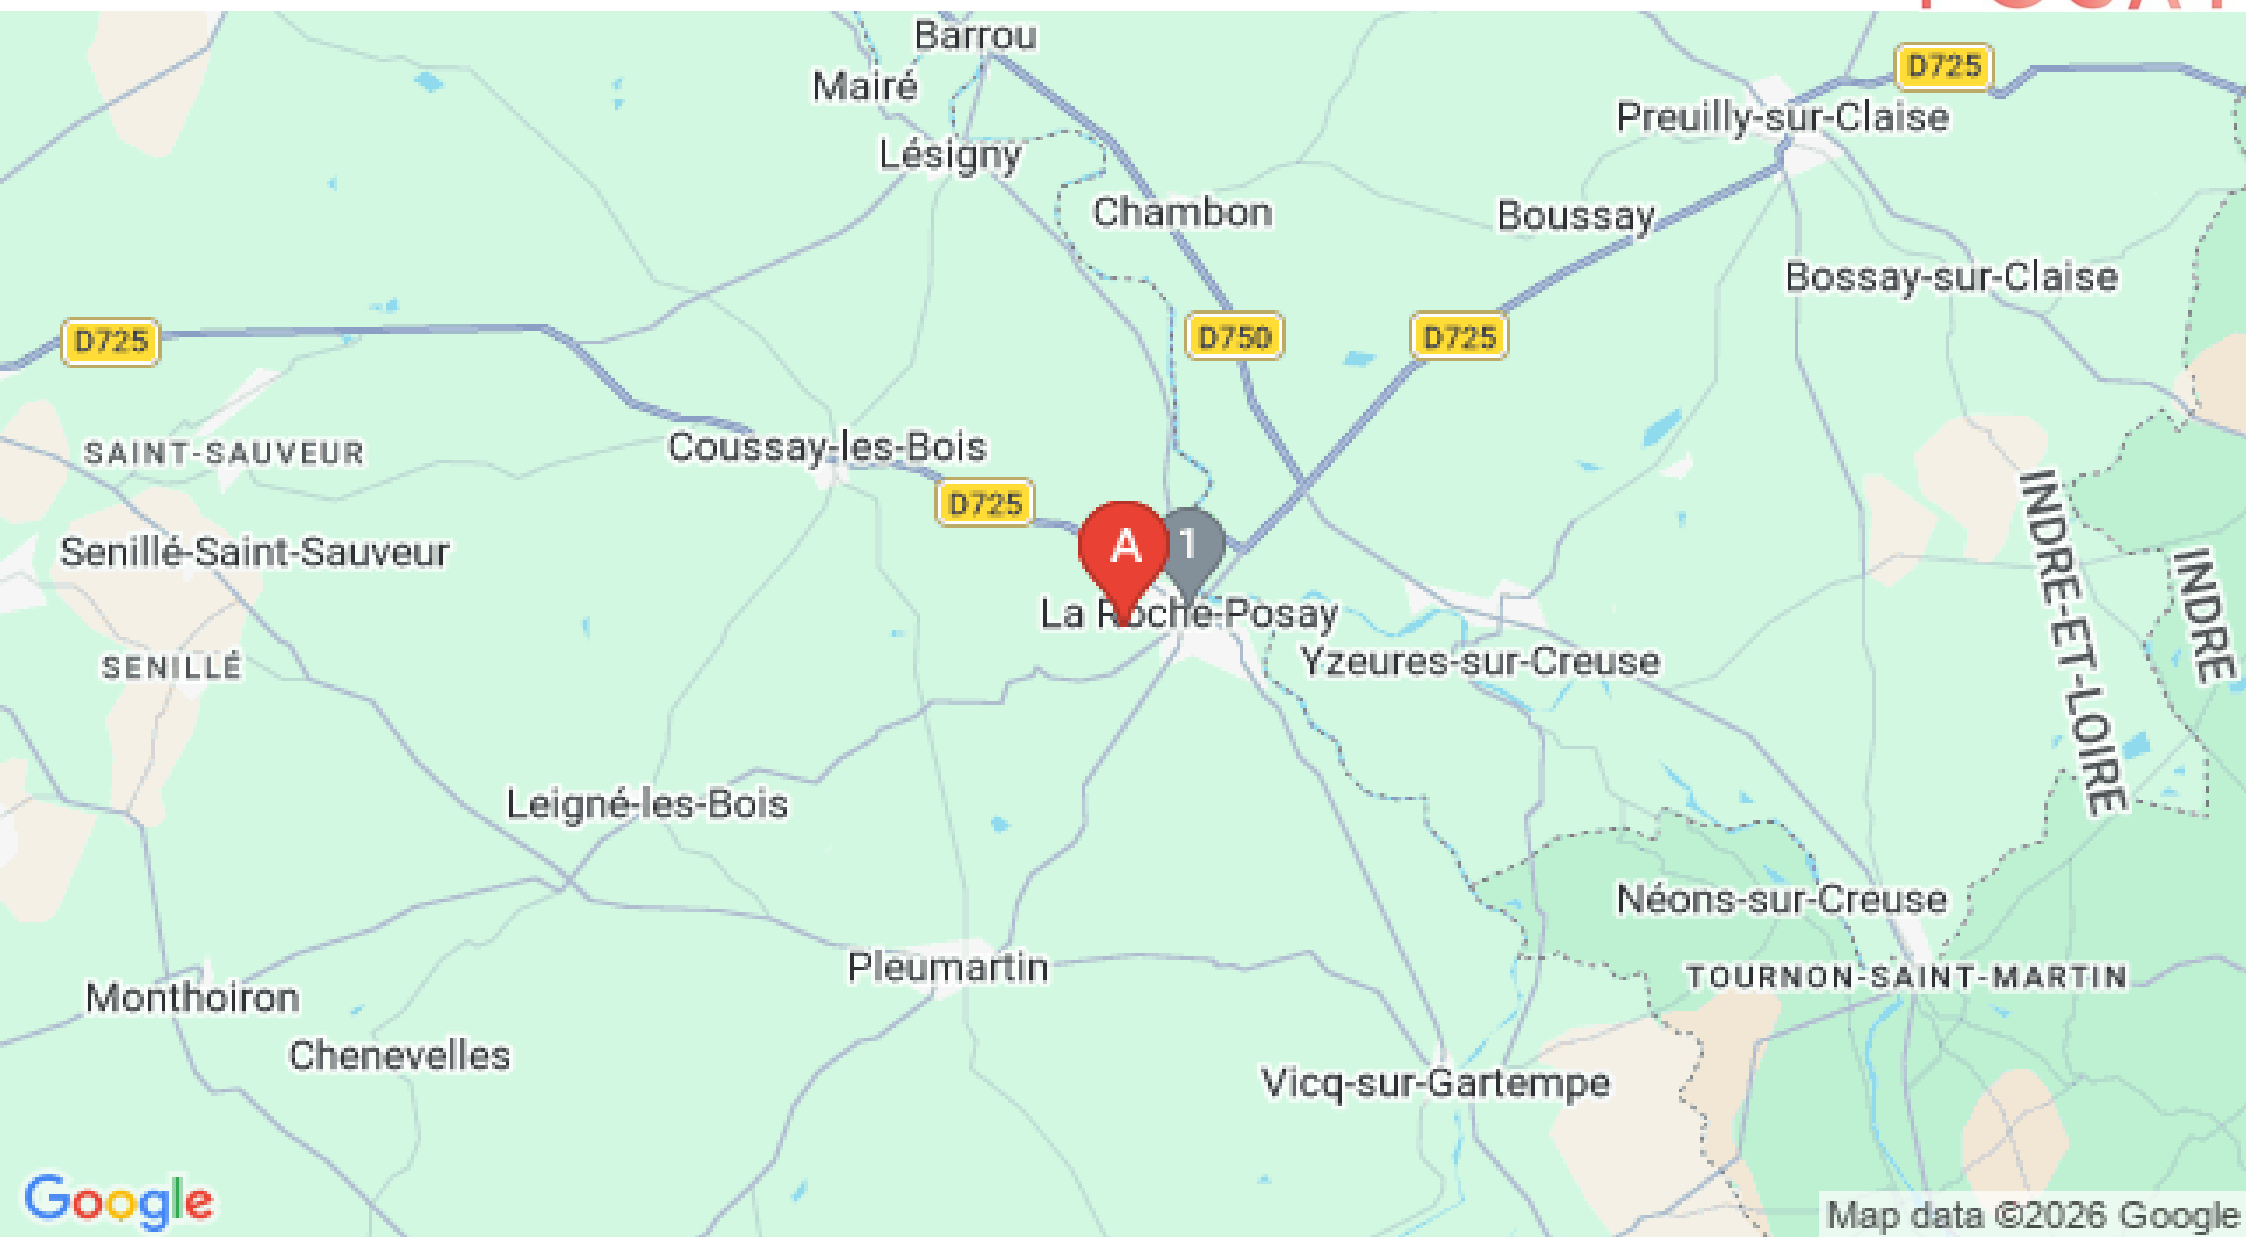 Barrou
D725
Mairé
Preuilly-sur-Claise
Lésigny
Chambon
Boussay
Bossay-sur-Claise
D725
D750
D725
SAINT-SAUVEUR
Coussay-les-Bois
D725
INDRE-ET-LOIRE
INDRE
Senillé-Saint-Sauveur
A
1
La Roche-Posay
SENILLÉ
Yzeures-sur-Creuse
Leigné-les-Bois
Néons-sur-Creuse
Pleumartin
TOURNON-SAINT-MARTIN
Monthoiron
Chenevelles
Vicq-sur-Gartempe
Google
Map data ©2026 Google